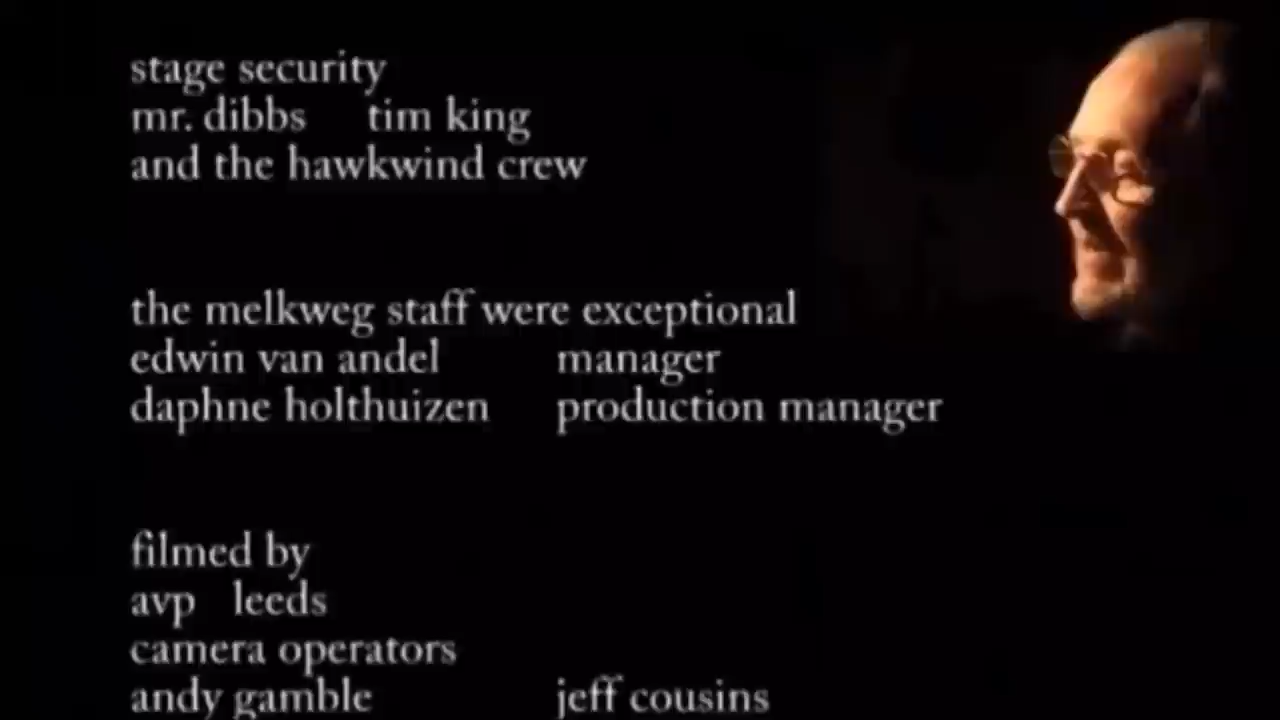 stage security
mr. dibbs tim king
and the hawkwind crew
the melkweg staff were exceptional
edwin van andel manager
daphne holthuizen production manager
filmed by
avp leeds
camera operators
andy gamble jeff cousins